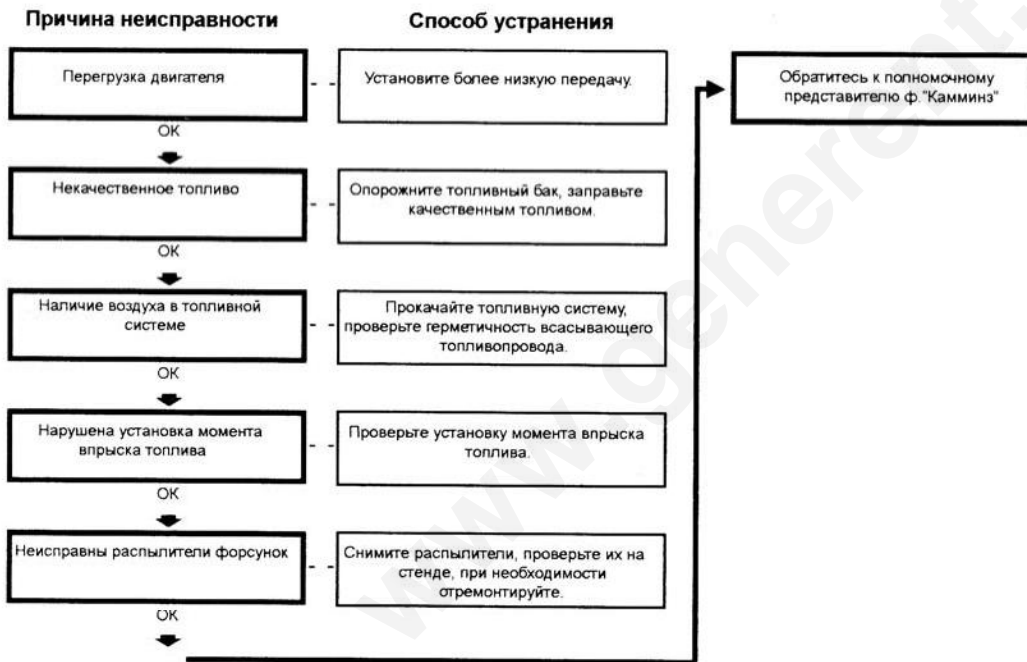 Причина неисправности
Способ устранения
Перегрузка двигателя
Установите более низкую передачу.
Обратитесь к полномочному
представителю ф."Камминз"
ОК
Некачественное топливо
Опорожните топливный бак, заправьте
качественным топливом.
ОК
Наличие воздуха в топливной
системе
Прокачайте топливную систему,
проверьте герметичность всасывающего
топливопровода.
ОК
Нарушена установка момента
впрыска топлива
Проверьте установку момента впрыска
топлива.
ОК
Неисправны распылители форсунок
Снимите распылители, проверьте их на
стенде, при необходимости
отремонтируйте.
ОК
www.generent.